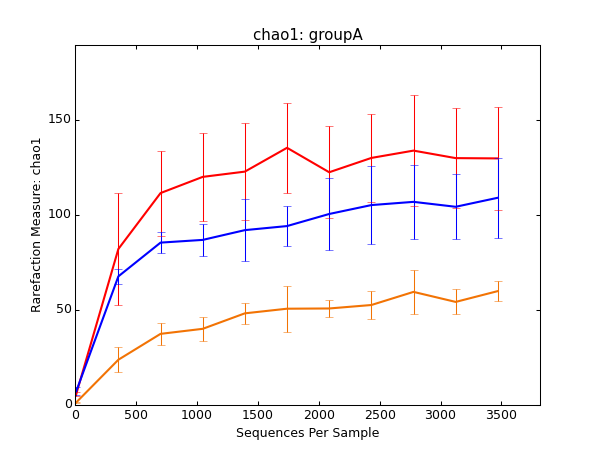 chao1: groupA
Rarefaction Measure: chao1
150
100
50
0
0 500 1000 1500 2000 2500 3000 3500
Sequences Per Sample